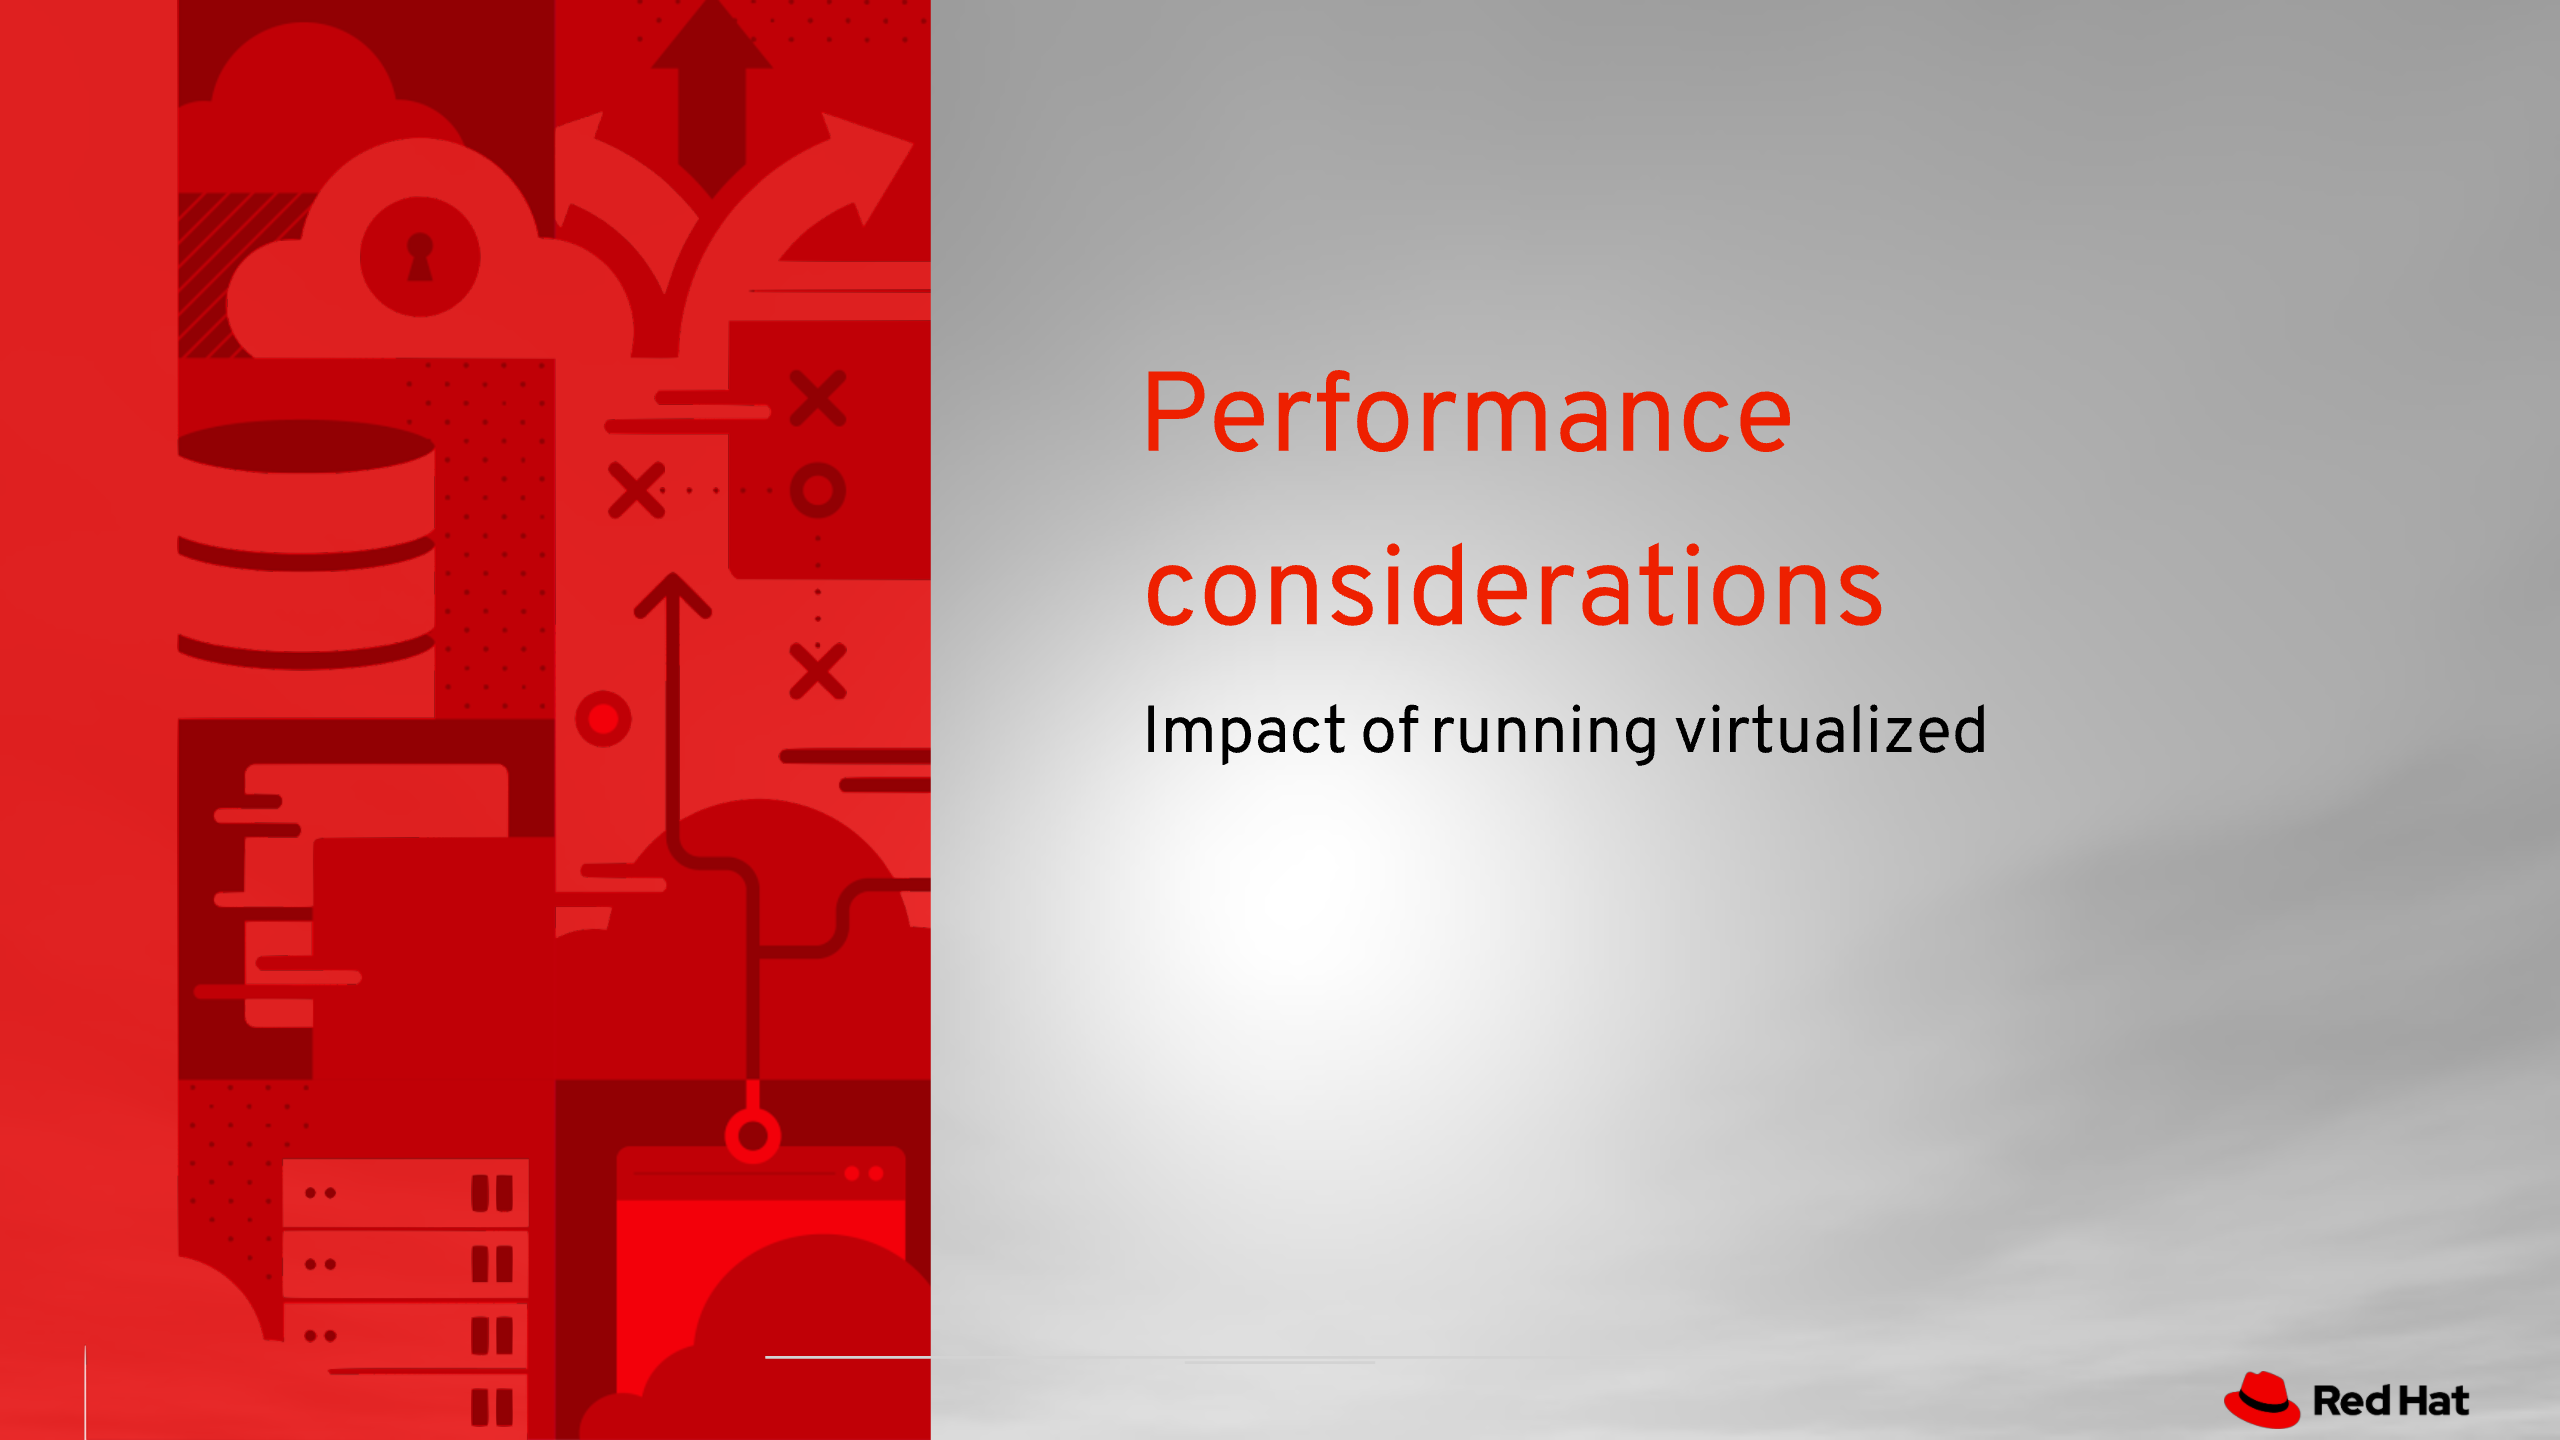 Performance
considerations
Impact of running virtualized
Red Hat